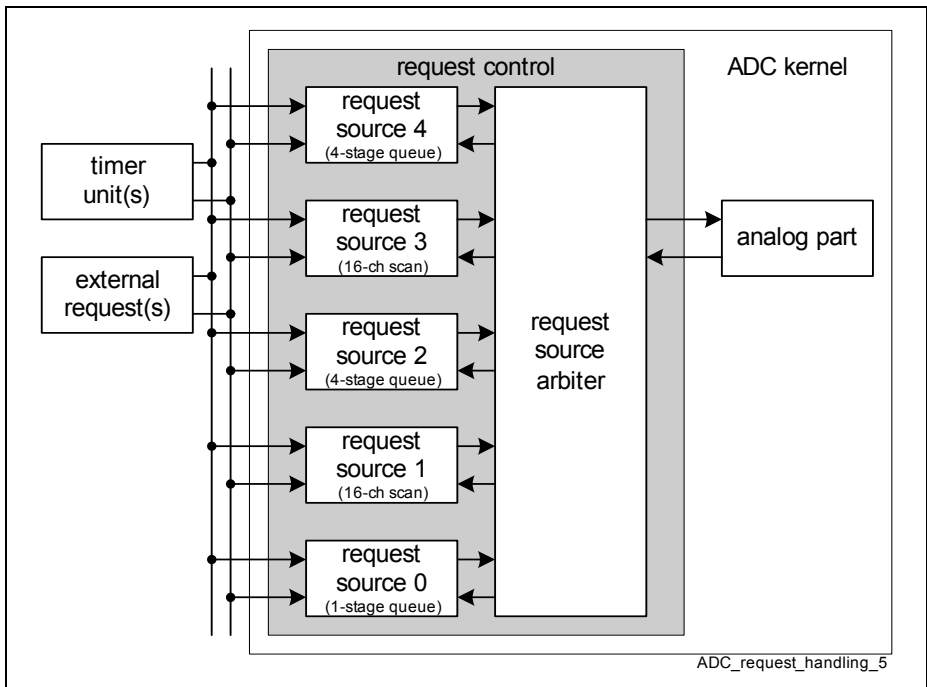 request control
ADC kernel
request
source 4
(4-stage queue)
timer
unit(s)
request
source 3
(16-ch scan)
analog part
external
request(s)
request
source 2
(4-stage queue)
request
source
arbiter
request
source 1
(16-ch scan)
request
source 0
(1-stage queue)
ADC_request_handling_5